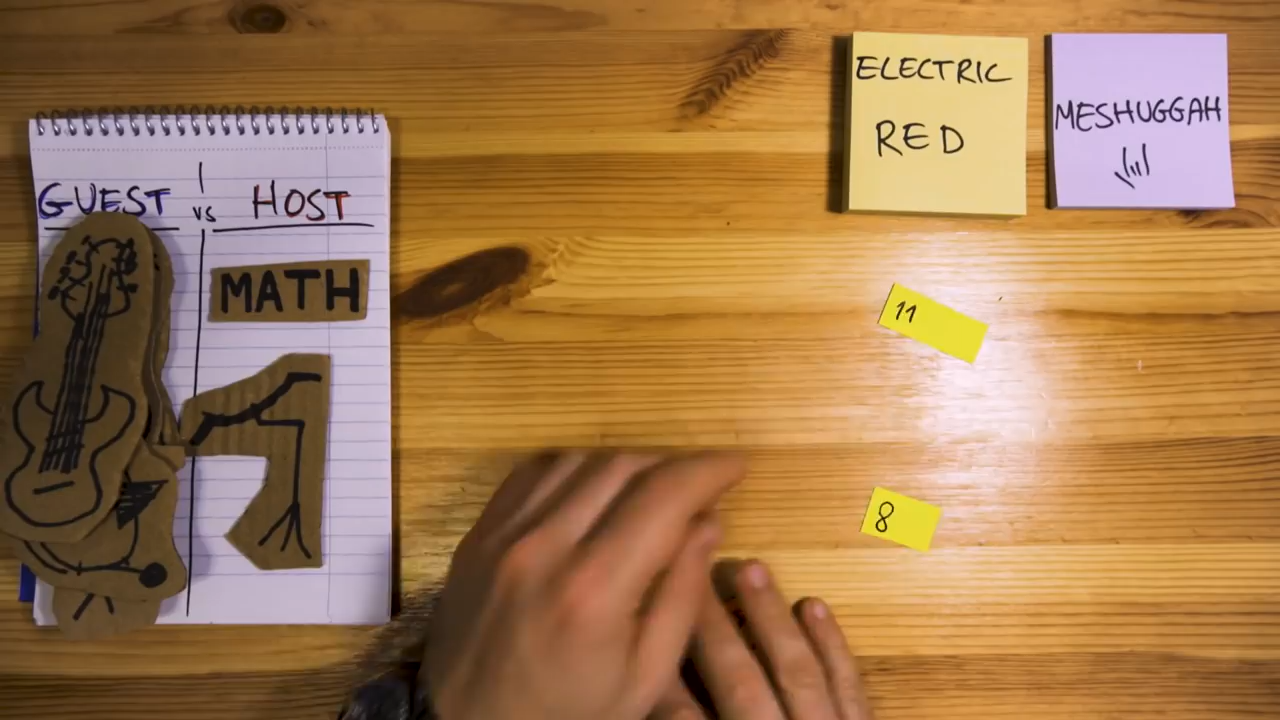 GUEST vs HOST
MATH
ELECTRIC
RED
MESHUGGAH
11
8